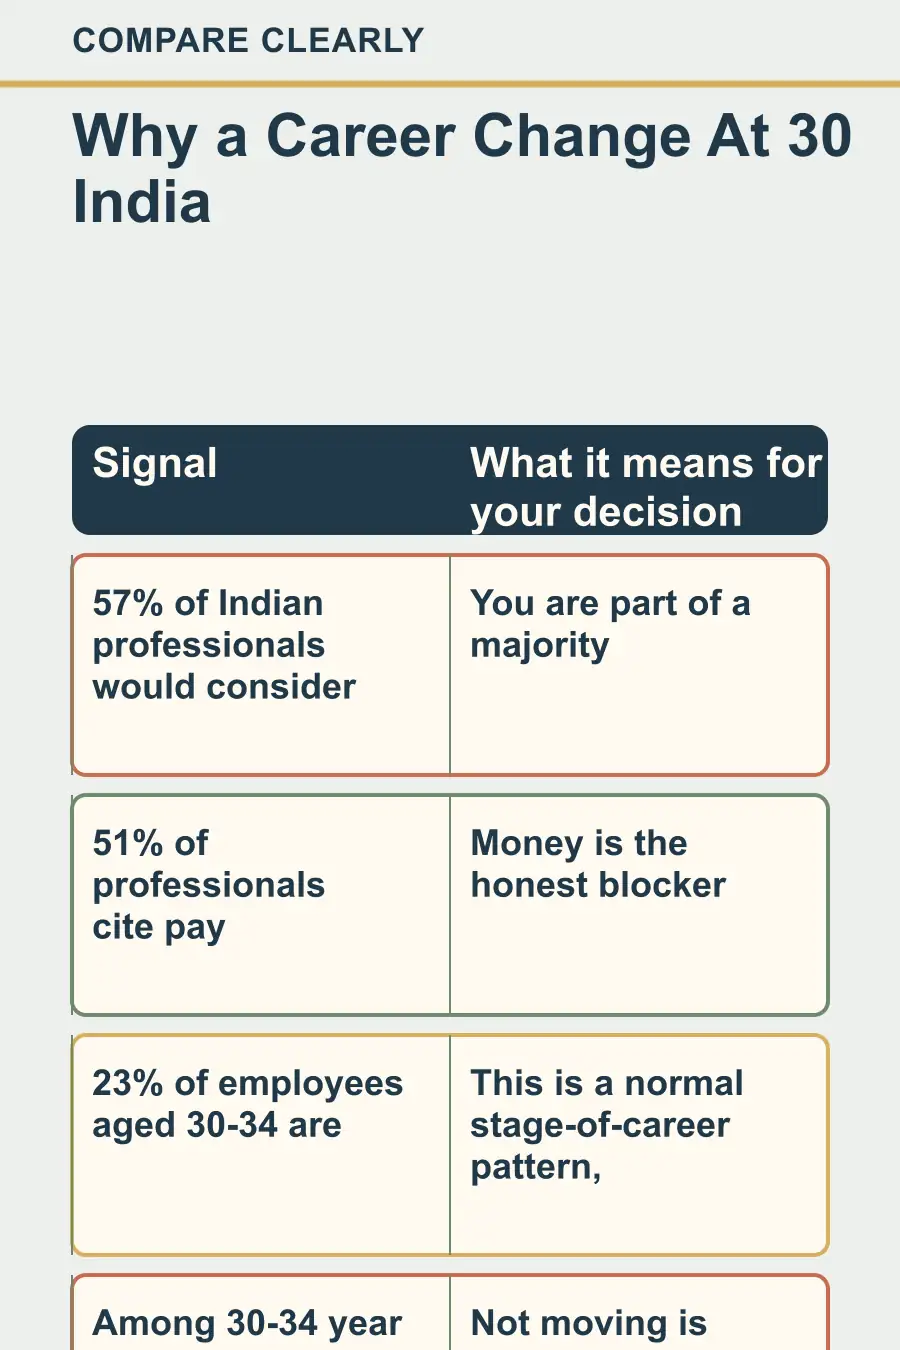 COMPARE CLEARLY
Why a Career Change At 30
India
Signal
What it means for
your decision
57% of Indian
professionals
would consider
You are part of a
majority
51% of
professionals
cite pay
Money is the
honest blocker
23% of employees
aged 30-34 are
This is a normal
stage-of-career
pattern,
Among 30-34 year
Not moving is